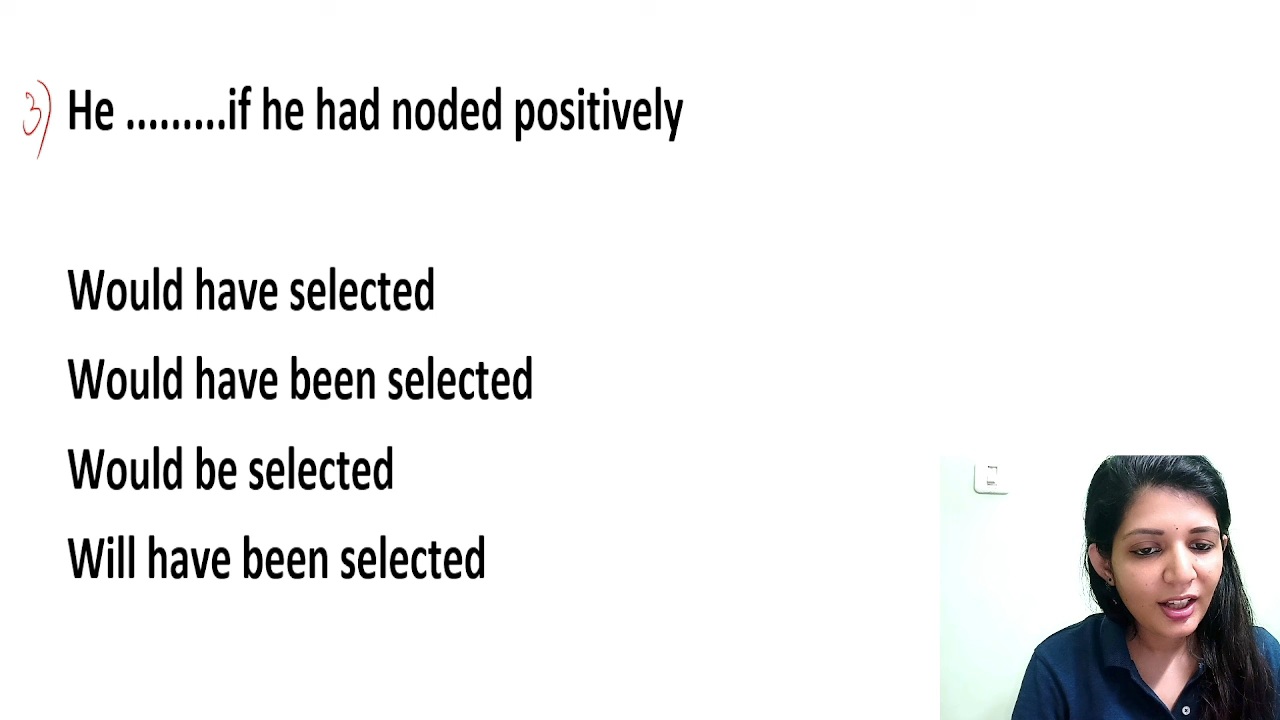 3) He .........if he had noded positively
Would have selected
Would have been selected
Would be selected
Will have been selected